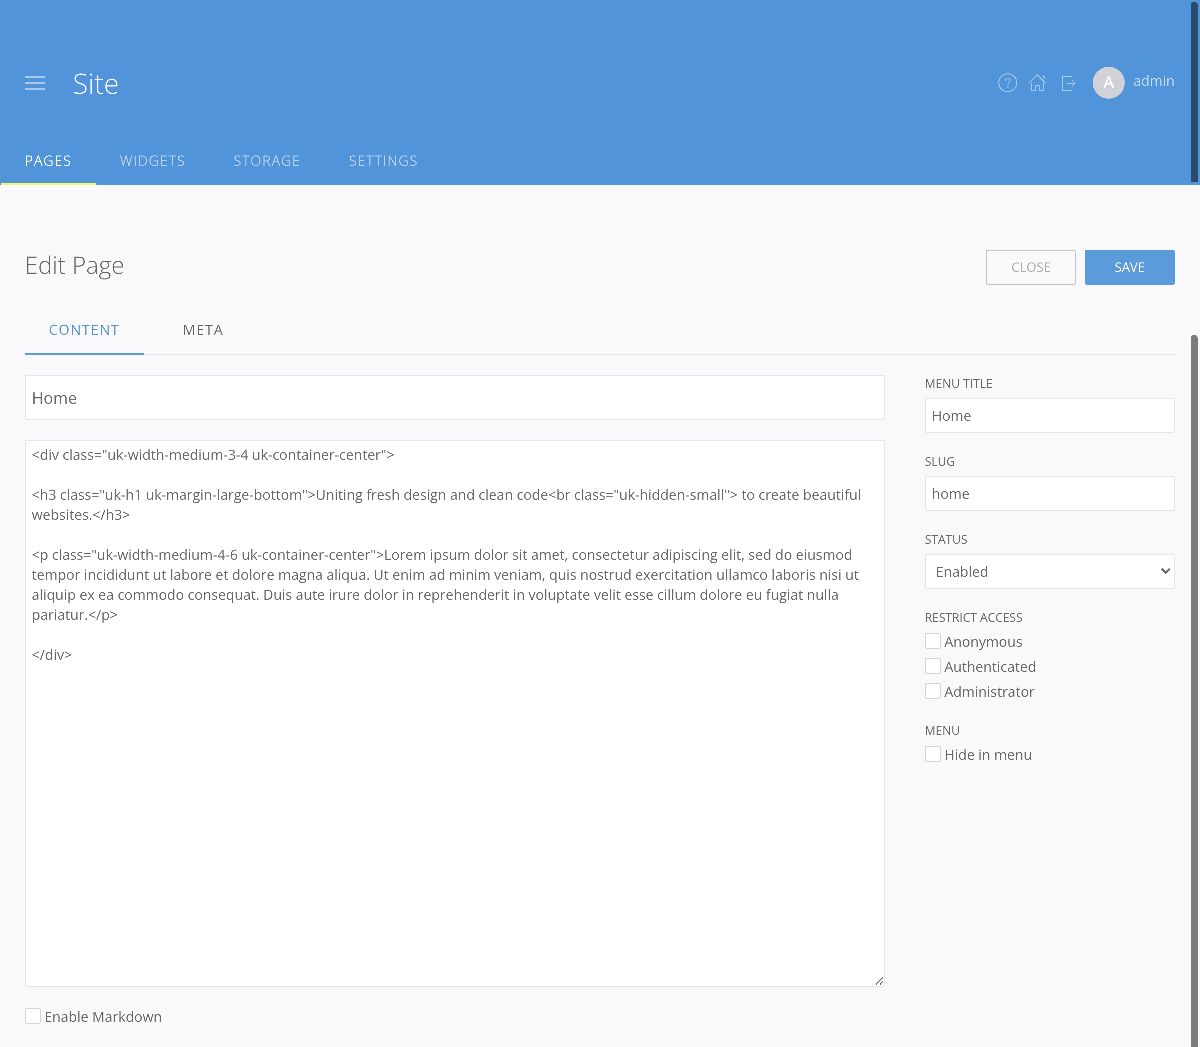 Site
?
A
admin
PAGES
WIDGETS
STORAGE
SETTINGS
Edit Page
CLOSE
SAVE
CONTENT
META
Home
<div class="uk-width-medium-3-4 uk-container-center">
<h3 class="uk-h1 uk-margin-large-bottom">Uniting fresh design and clean code<br class="uk-hidden-small"> to create beautiful
websites.</h3>
<p class="uk-width-medium-4-6 uk-container-center">Lorem ipsum dolor sit amet, consectetur adipiscing elit, sed do eiusmod
tempor incididunt ut labore et dolore magna aliqua. Ut enim ad minim veniam, quis nostrud exercitation ullamco laboris nisi ut
aliquip ex ea commodo consequat. Duis aute irure dolor in reprehenderit in voluptate velit esse cillum dolore eu fugiat nulla
pariatur.</p>
</div>
Enable Markdown
MENU TITLE
Home
SLUG
home
STATUS
Enabled
RESTRICT ACCESS
Anonymous
Authenticated
Administrator
MENU
Hide in menu